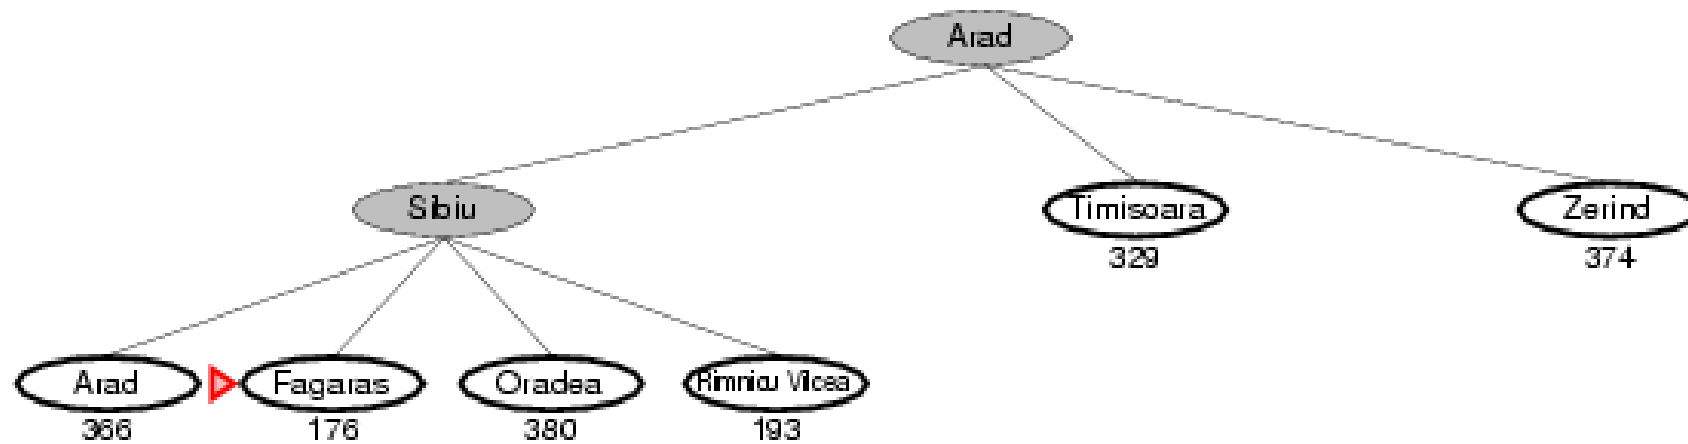 Arad
Sibiu Timisoara Zerind
329 374
Arad Fagaras Oradea Rimnicu Vilcea
366 176 380 193